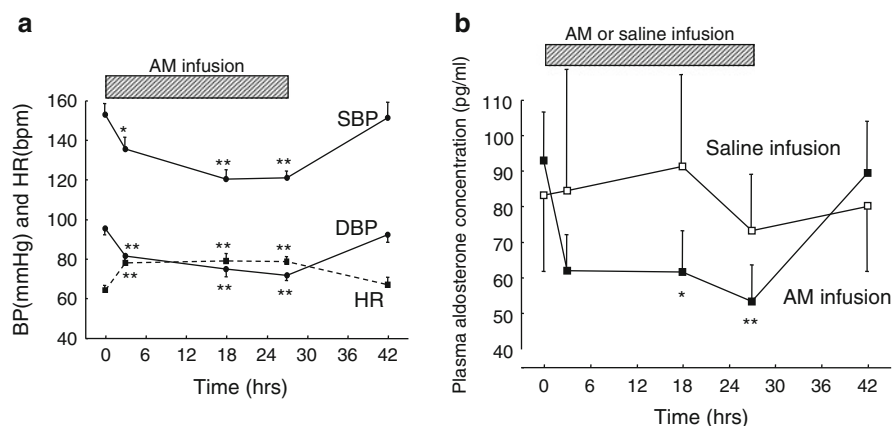 a
AM infusion
BP(mmHg) and HR(bpm)
160
140
120
100
80
60
40
SBP
DBP
HR
*
**
**
**
**
**
**
**
**
0 6 12 18 24 30 36 42
Time (hrs)
b
AM or saline infusion
Plasma aldosterone concentration (pg/ml)
110
100
90
80
70
60
50
40
Saline infusion
AM infusion
*
**
0 6 12 18 24 30 36 42
Time (hrs)